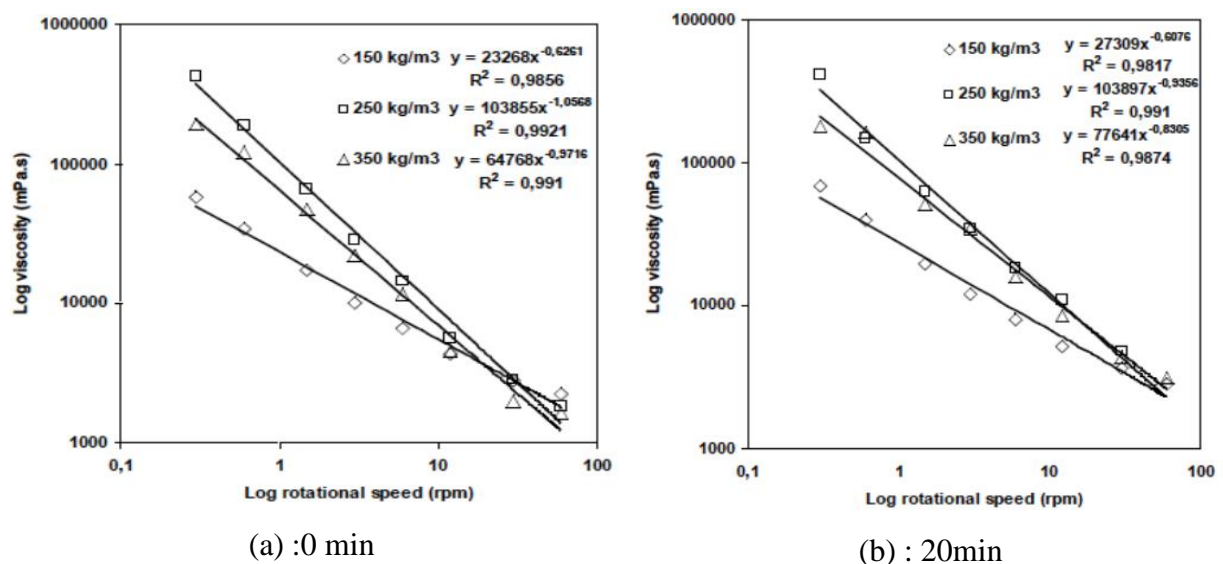 1000000
100000
10000
1000
Log viscosity (mPa.s)
150 kg/m3 y = 23268x^-0,6261
R² = 0,9856
250 kg/m3 y = 103855x^-1,0568
R² = 0,9921
350 kg/m3 y = 64768x^-0,9716
R² = 0,991
0,1 1 10 100
Log rotational speed (rpm)
(a) :0 min
1000000
100000
10000
1000
Log viscosity (mPa.s)
150 kg/m3 y = 27309x^-0,6076
R² = 0,9817
250 kg/m3 y = 103897x^-0,9356
R² = 0,991
350 kg/m3 y = 77641x^-0,8305
R² = 0,9874
0,1 1 10 100
Log rotational speed (rpm)
(b) : 20min